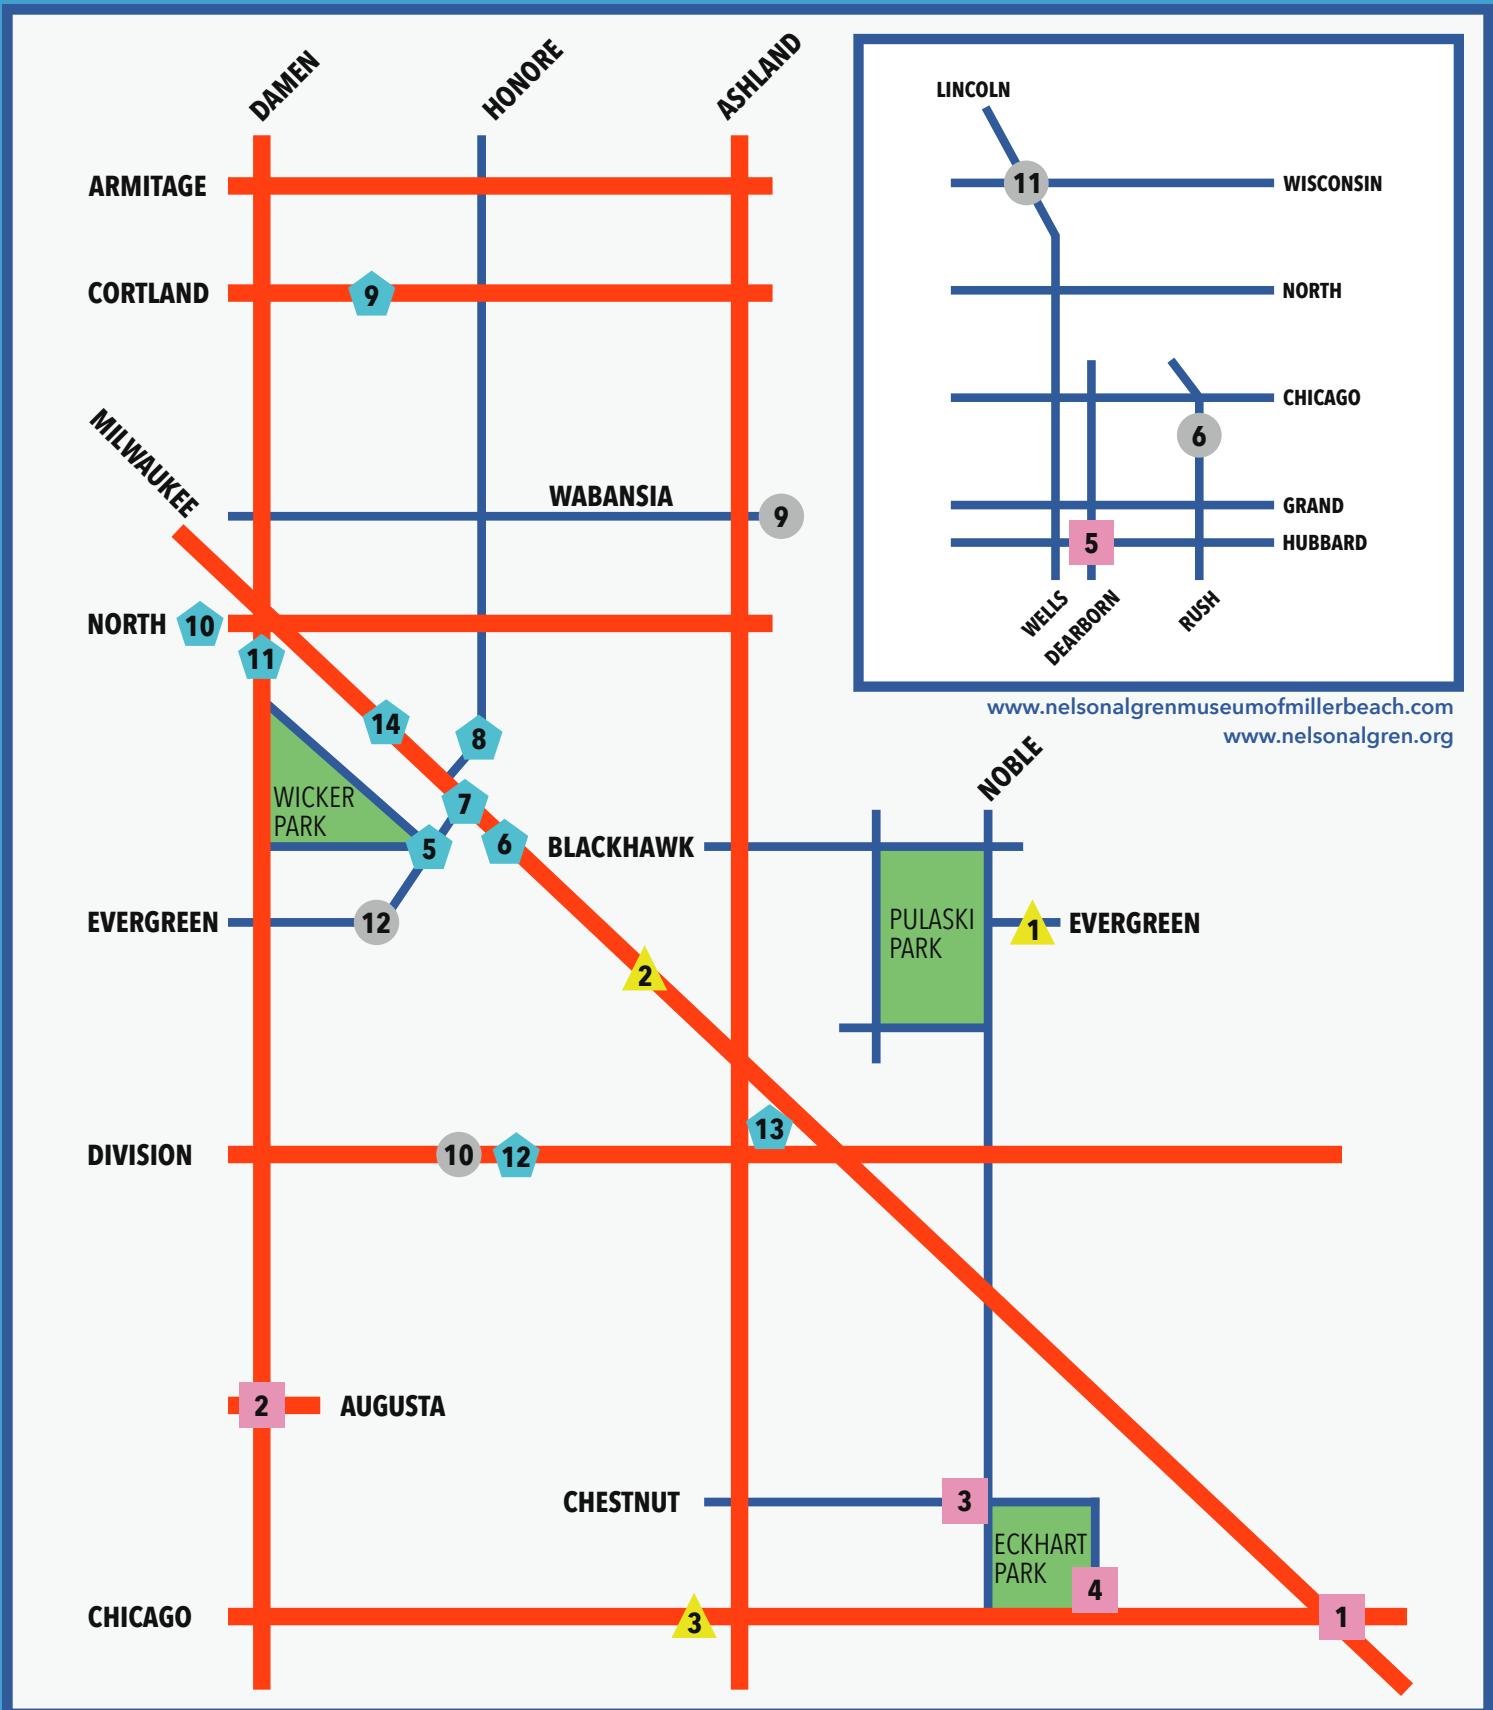 DAMEN
HONORE
ASHLAND
LINCOLN
ARMITAGE
11
WISCONSIN
CORTLAND
9
NORTH
CHICAGO
6
MILWAUKEE
WABANSIA
9
GRAND
5
HUBBARD
WELLS
DEARBORN
RUSH
NORTH
10
11
www.nelsonalgrenmuseumofmillerbeach.com
www.nelsonalgren.org
14
8
NOBLE
WICKER
PARK
7
5
6
BLACKHAWK
EVERGREEN
12
PULASKI
PARK
1
EVERGREEN
2
13
DIVISION
10
12
2
AUGUSTA
CHESTNUT
3
ECKHART
PARK
4
CHICAGO
3
1